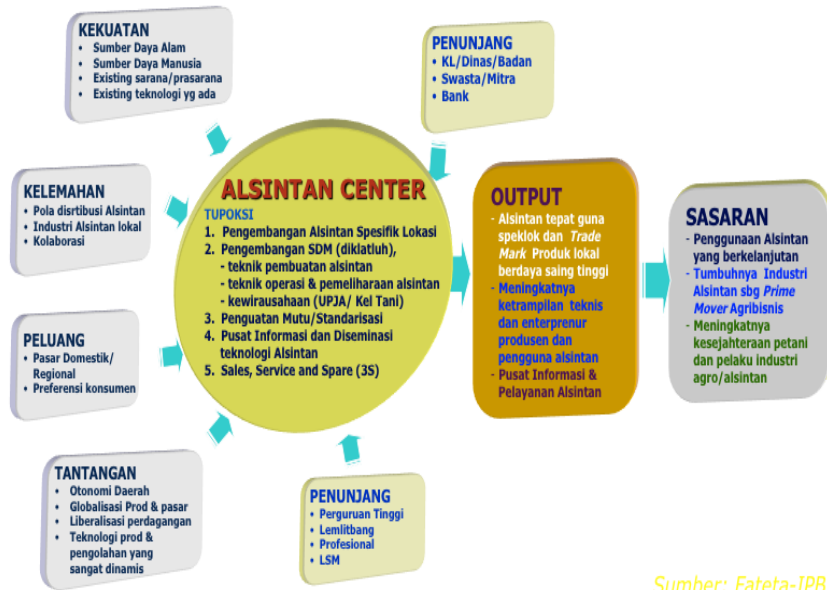 KEKUATAN
• Sumber Daya Alam
• Sumber Daya Manusia
• Existing sarana/prasarana
• Existing teknologi yg ada
KELEMAHAN
• Pola disrtibusi Alsintan
• Industri Alsintan lokal
• Kolaborasi
PELUANG
• Pasar Domestik/
Regional
• Preferensi konsumen
TANTANGAN
• Otonomi Daerah
• Globalisasi Prod & pasar
• Liberalisasi perdagangan
• Teknologi prod &
pengolahan yang
sangat dinamis
PENUNJANG
• KL/Dinas/Badan
• Swasta/Mitra
• Bank
ALSINTAN CENTER
TUPOKSI
1. Pengembangan Alsintan Spesifik Lokasi
2. Pengembangan SDM (diklatluh),
- teknik pembuatan alsintan
- teknik operasi & pemeliharaan alsintan
- kewirausahaan (UPJA/ Kel Tani)
3. Penguatan Mutu/Standarisasi
4. Pusat Informasi dan Diseminasi
teknologi Alsintan
5. Sales, Service and Spare (3S)
PENUNJANG
• Perguruan Tinggi
• Lemlitbang
• Profesional
• LSM
OUTPUT
- Alsintan tepat guna
speklok dan Trade
Mark Produk lokal
berdaya saing tinggi
- Meningkatnya
ketrampilan teknis
dan enterprenur
produsen dan
pengguna alsintan
- Pusat Informasi &
Pelayanan Alsintan
SASARAN
- Penggunaan Alsintan
yang berkelanjutan
- Tumbuhnya Industri
Alsintan sbg Prime
Mover Agribisnis
- Meningkatnya
kesejahteraan petani
dan pelaku industri
agro/alsintan
Sumber: Fateta-IPB